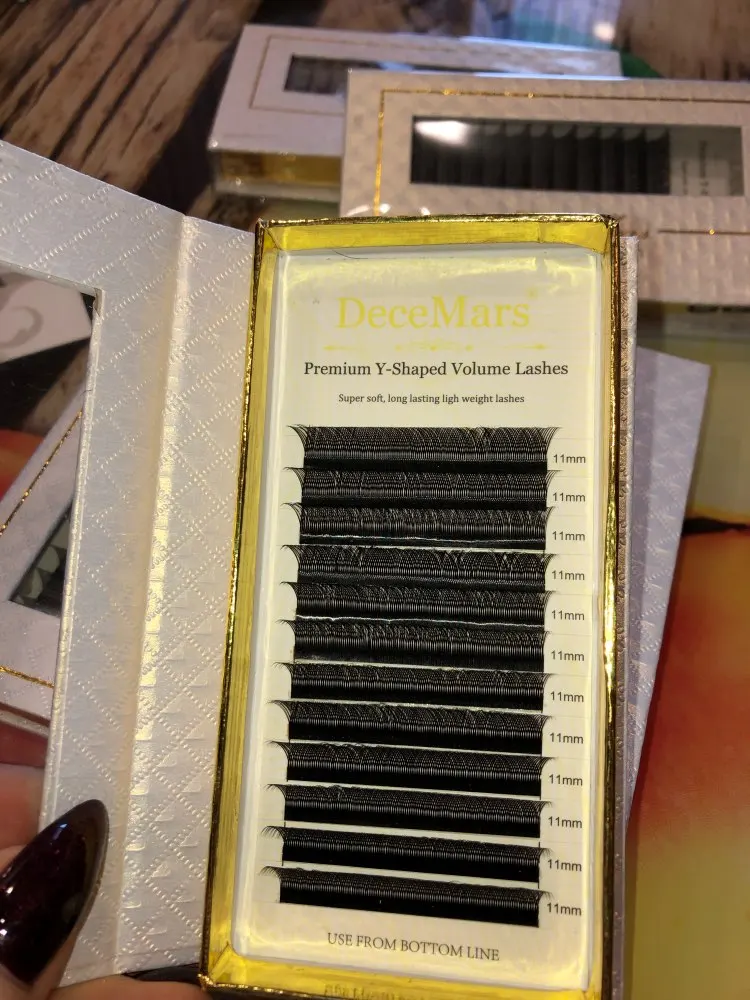 DeceMars
Premium Y-Shaped Volume Lashes
Super soft, long lasting ligh weight lashes
11mm
11mm
11mm
11mm
11mm
11mm
11mm
11mm
11mm
11mm
11mm
11mm
USE FROM BOTTOM LINE